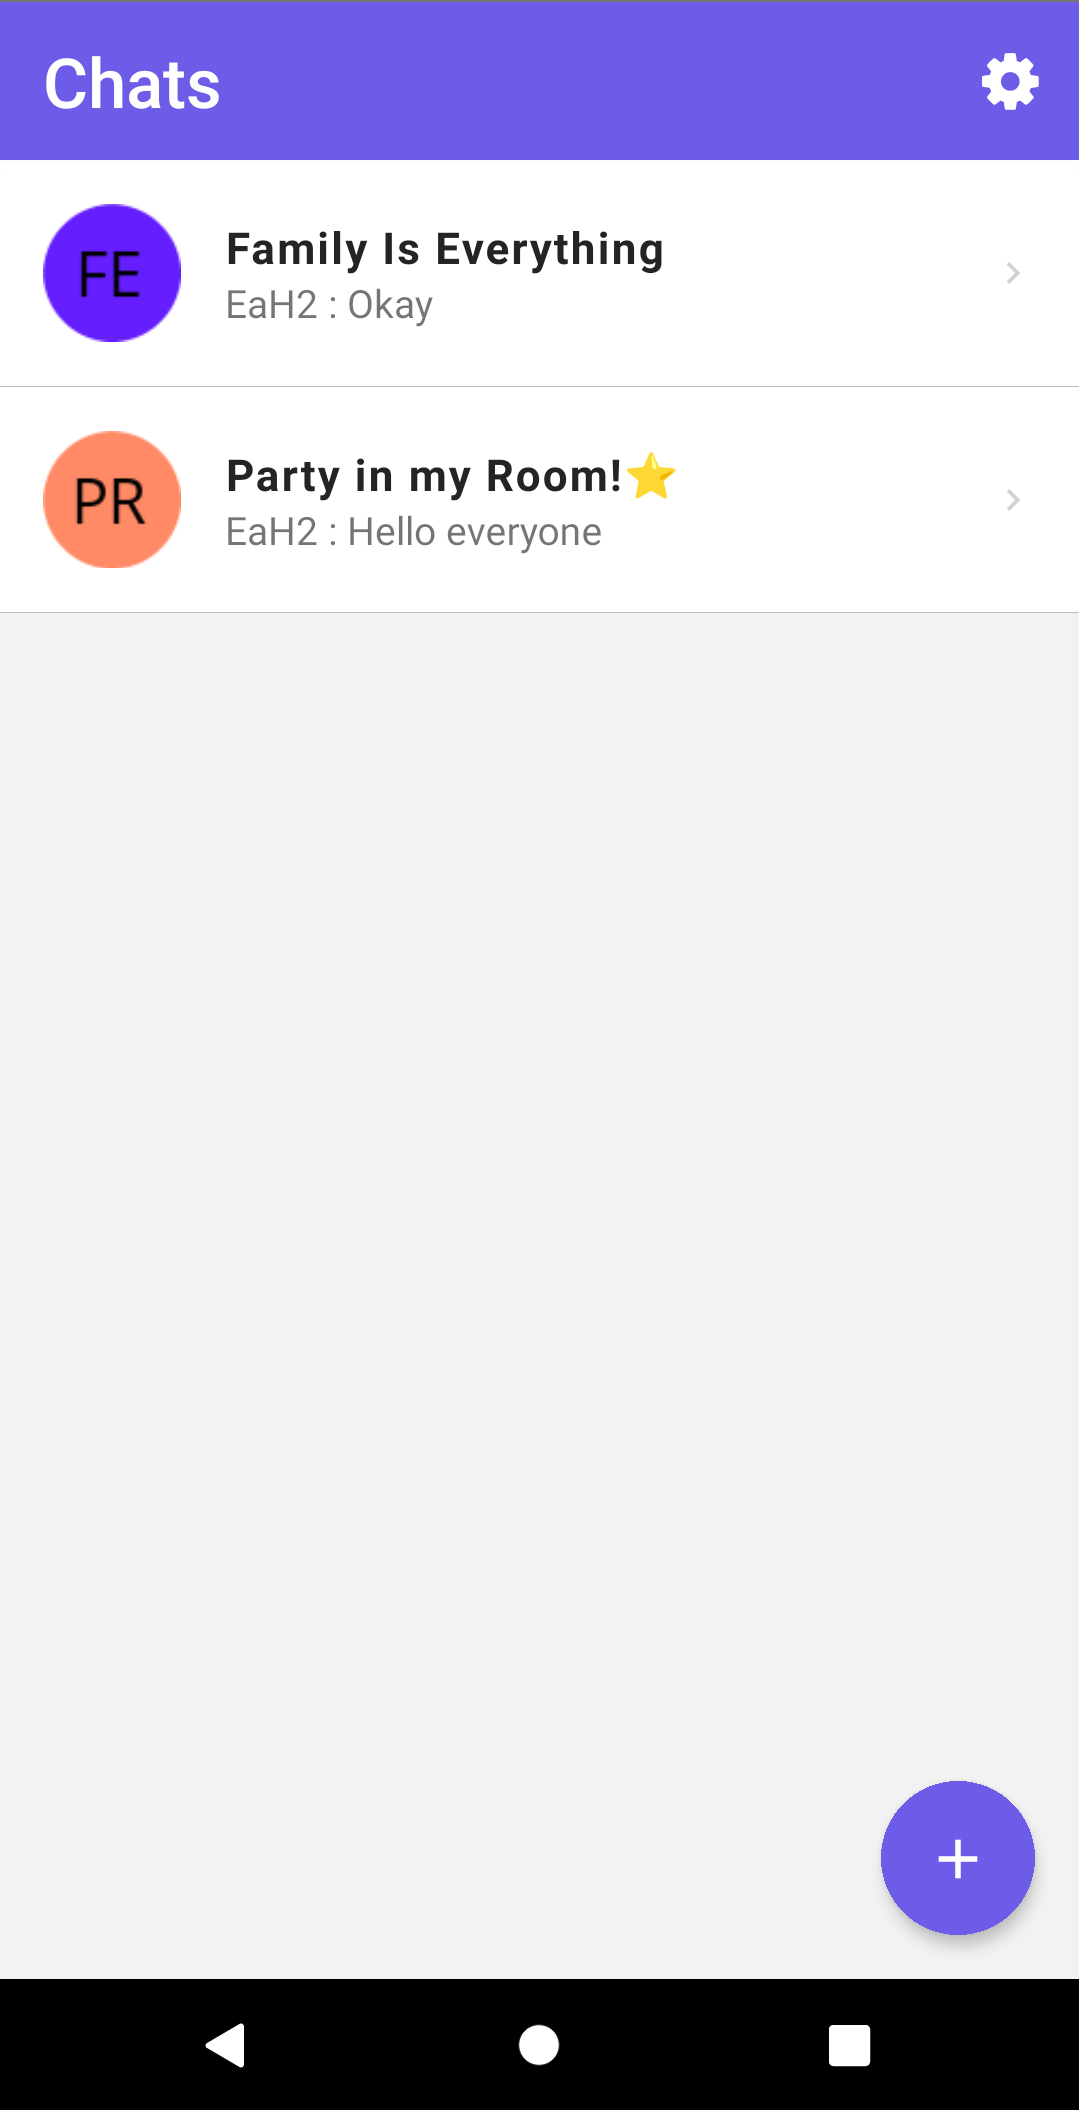 Chats
FE
Family Is Everything
EaH2 : Okay
PR
Party in my Room!⭐
EaH2 : Hello everyone